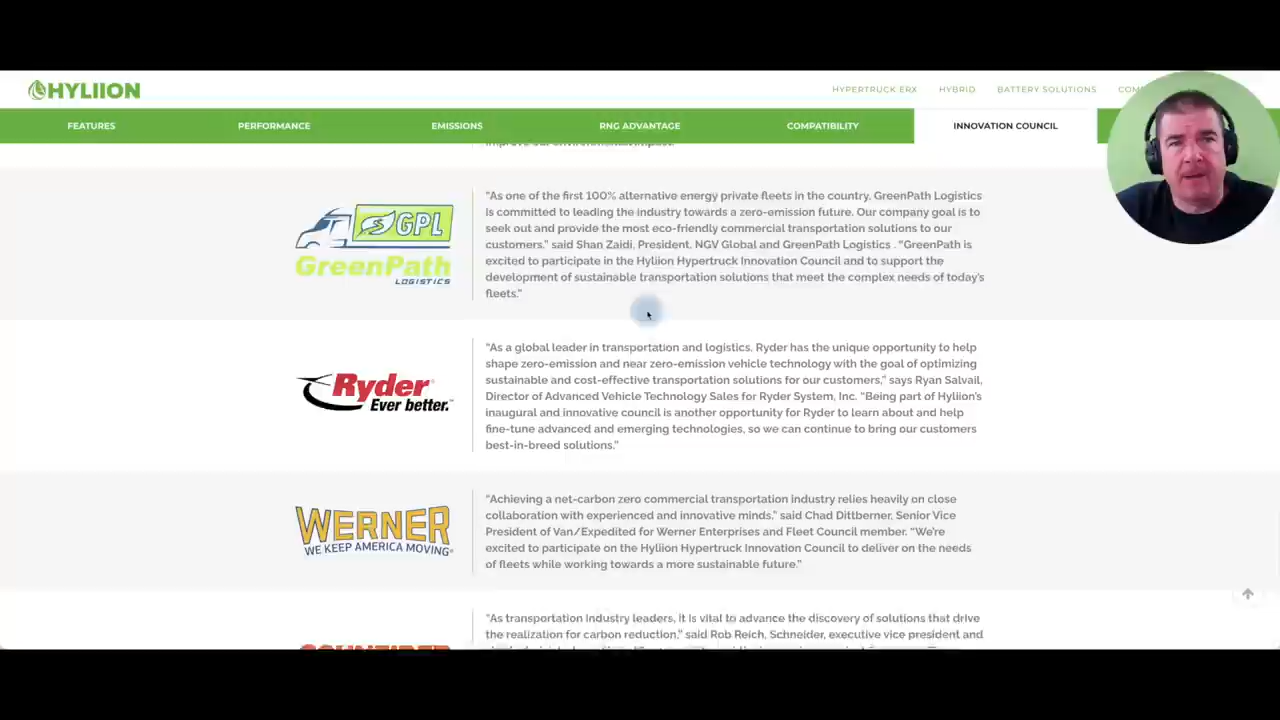 HYLIION
HYPERTRUCK ERX HYBRID BATTERY SOLUTIONS
FEATURES PERFORMANCE EMISSIONS RNG ADVANTAGE COMPATIBILITY INNOVATION COUNCIL
GPL
GreenPath
LOGISTICS
"As one of the first 100% alternative energy private fleets in the country, GreenPath Logistics
is committed to leading the industry towards a zero-emission future. Our company goal is to
seek out and provide the most eco-friendly commercial transportation solutions to our
customers." said Shan Zaidi, President, NGV Global and GreenPath Logistics . "GreenPath is
excited to participate in the Hyliion Hypertruck Innovation Council and to support the
development of sustainable transportation solutions that meet the complex needs of today's
fleets."
Ryder
Ever better.
"As a global leader in transportation and logistics, Ryder has the unique opportunity to help
shape zero-emission and near zero-emission vehicle technology with the goal of optimizing
sustainable and cost-effective transportation solutions for our customers," says Ryan Salvail,
Director of Advanced Vehicle Technology Sales for Ryder System, Inc. "Being part of Hyliion's
inaugural and innovative council is another opportunity for Ryder to learn about and help
fine-tune advanced and emerging technologies, so we can continue to bring our customers
best-in-breed solutions."
WERNER
WE KEEP AMERICA MOVING
"Achieving a net-carbon zero commercial transportation industry relies heavily on close
collaboration with experienced and innovative minds," said Chad Dittberner, Senior Vice
President of Van/Expedited for Werner Enterprises and Fleet Council member. "We're
excited to participate on the Hyliion Hypertruck Innovation Council to deliver on the needs
of fleets while working towards a more sustainable future."
"As transportation industry leaders, it is vital to advance the discovery of solutions that drive
the realization for carbon reduction," said Rob Reich, Schneider, executive vice president and